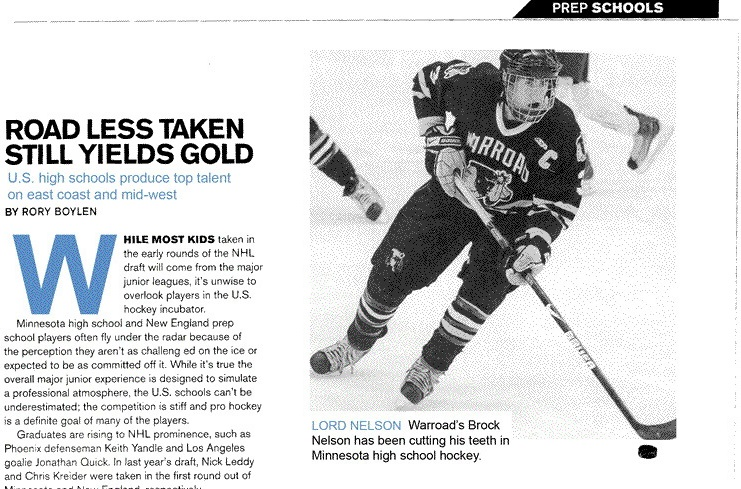 PREP SCHOOLS
ROAD LESS TAKEN
STILL YIELDS GOLD
U.S. high schools produce top talent
on east coast and mid-west
BY RORY BOYLEN
WHILE MOST KIDS taken in
the early rounds of the NHL
draft will come from the major
junior leagues, it's unwise to
overlook players in the U.S.
hockey incubator.
Minnesota high school and New England prep
school players often fly under the radar because of
the perception they aren't as challeng ed on the ice or
expected to be as committed off it. While it's true the
overall major junior experience is designed to simulate
a professional atmosphere, the U.S. schools can't be
underestimated; the competition is stiff and pro hockey
is a definite goal of many of the players.
Graduates are rising to NHL prominence, such as
Phoenix defenseman Keith Yandle and Los Angeles
goalie Jonathan Quick. In last year's draft, Nick Leddy
and Chris Kreider were taken in the first round out of
Minnesota and New England, respectively.
WARROAD
C
LORD NELSON Warroad's Brock
Nelson has been cutting his teeth in
Minnesota high school hockey.